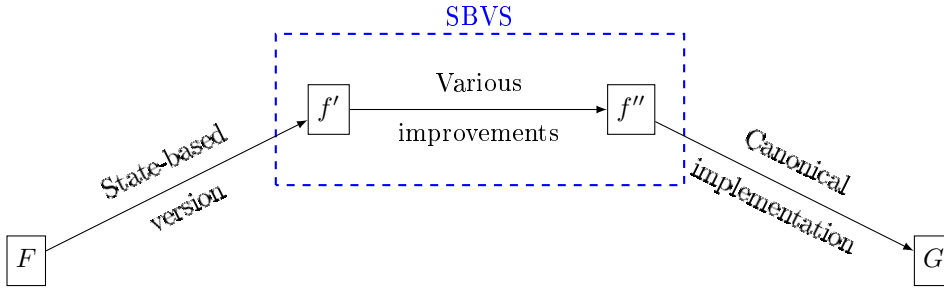 SBVS
f′
Various
improvements
f′′
State-based
version
Canonical
implementation
F
G